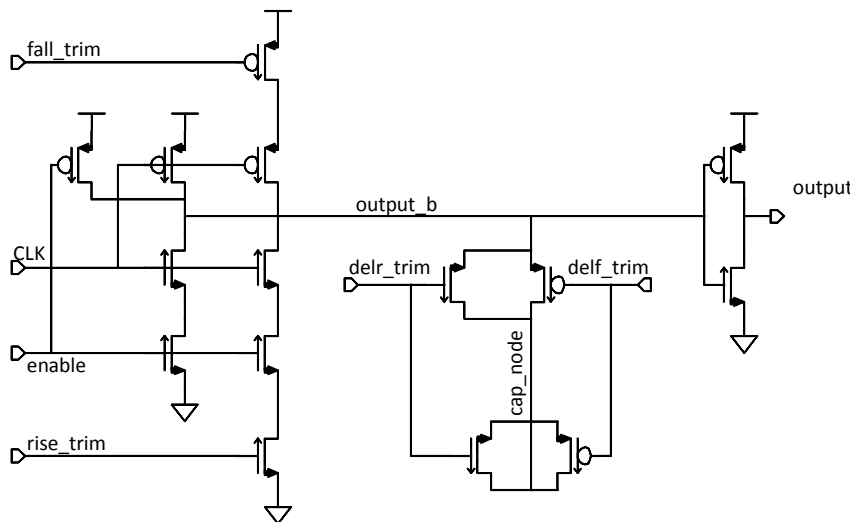 fall_trim
output
output_b
CLK
delr_trim
delf_trim
cap_node
enable
rise_trim